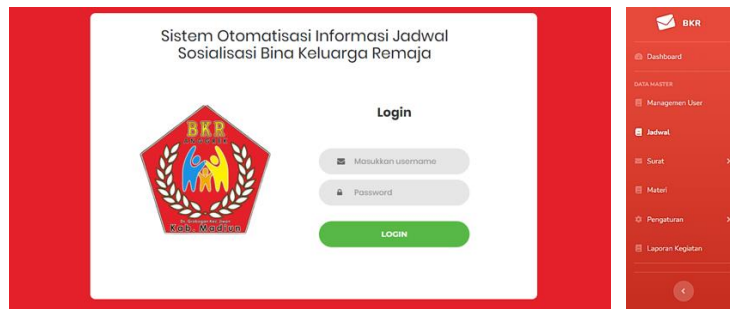 Sistem Otomatisasi Informasi Jadwal
Sosialisasi Bina Keluarga Remaja
BKR
Login
Masukkan username
Password
LOGIN
Kab. Madiun
BKR
Dashboard
DATA MASTER
Managemen User
Jadwal
Surat
Materi
Pengaturan
Laporan Kegiatan